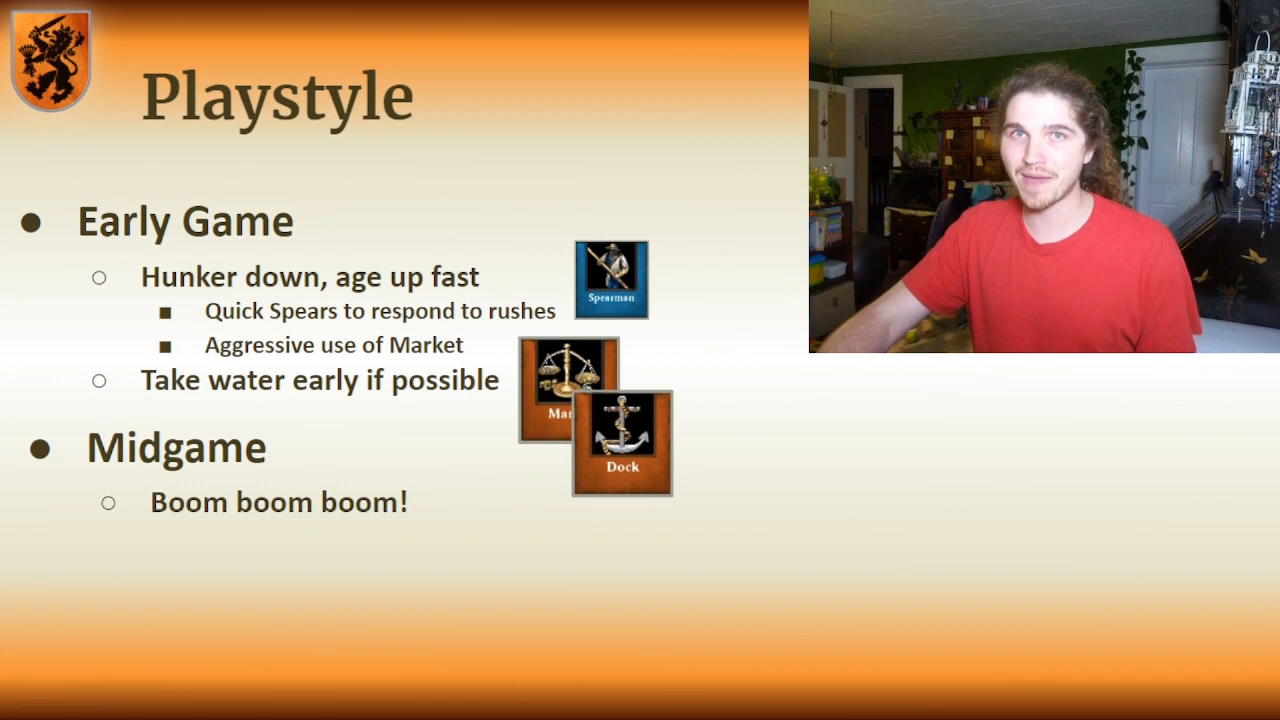 Playstyle
● Early Game
○ Hunker down, age up fast
■ Quick Spears to respond to rushes
■ Aggressive use of Market
○ Take water early if possible
● Midgame
○ Boom boom boom!
Spearman
Dock